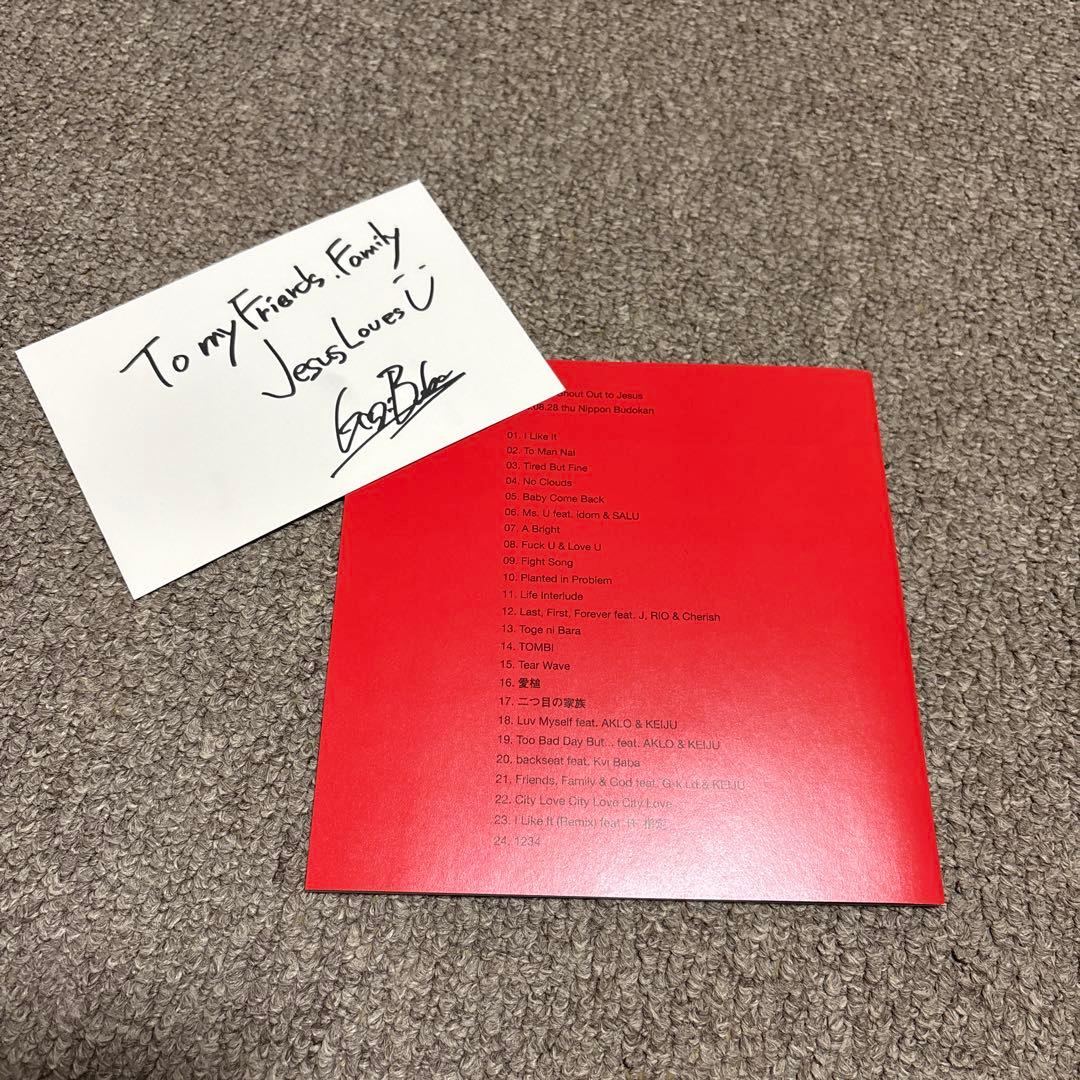 To my Friends. Family
Jesus Loves U
out Out to Jesus
.08.28 thu Nippon Budokan
01. I Like It
02. To Man Nai
03. Tired But Fine
04. No Clouds
05. Baby Come Back
06. Ms. U feat. idom & SALU
07. A Bright
08. Fuck U & Love U
09. Fight Song
10. Planted in Problem
11. Life Interlude
12. Last, First, Forever feat. J, RIO & Cherish
13. Toge ni Bara
14. TOMBI
15. Tear Wave
16. 愛槌
17. 二つ目の家族
18. Luv Myself feat. AKLO & KEIJU
19. Too Bad Day But... feat. AKLO & KEIJU
20. backseat feat. Kvi Baba
21. Friends, Family & God feat. G-k.i.d & KEIJU
22. City Love City Love City Love
23. I Like It (Remix) feat.
24. 1234